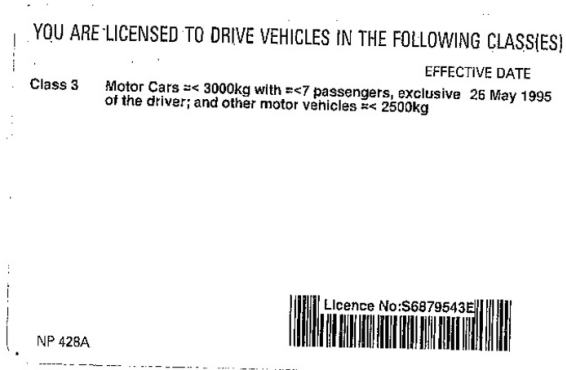 YOU ARE LICENSED TO DRIVE VEHICLES IN THE FOLLOWING CLASS(ES)
EFFECTIVE DATE
Class 3 Motor Cars =< 3000kg with =<7 passengers, exclusive 26 May 1995
of the driver; and other motor vehicles =< 2500kg
Licence No:S6879543E
NP 428A